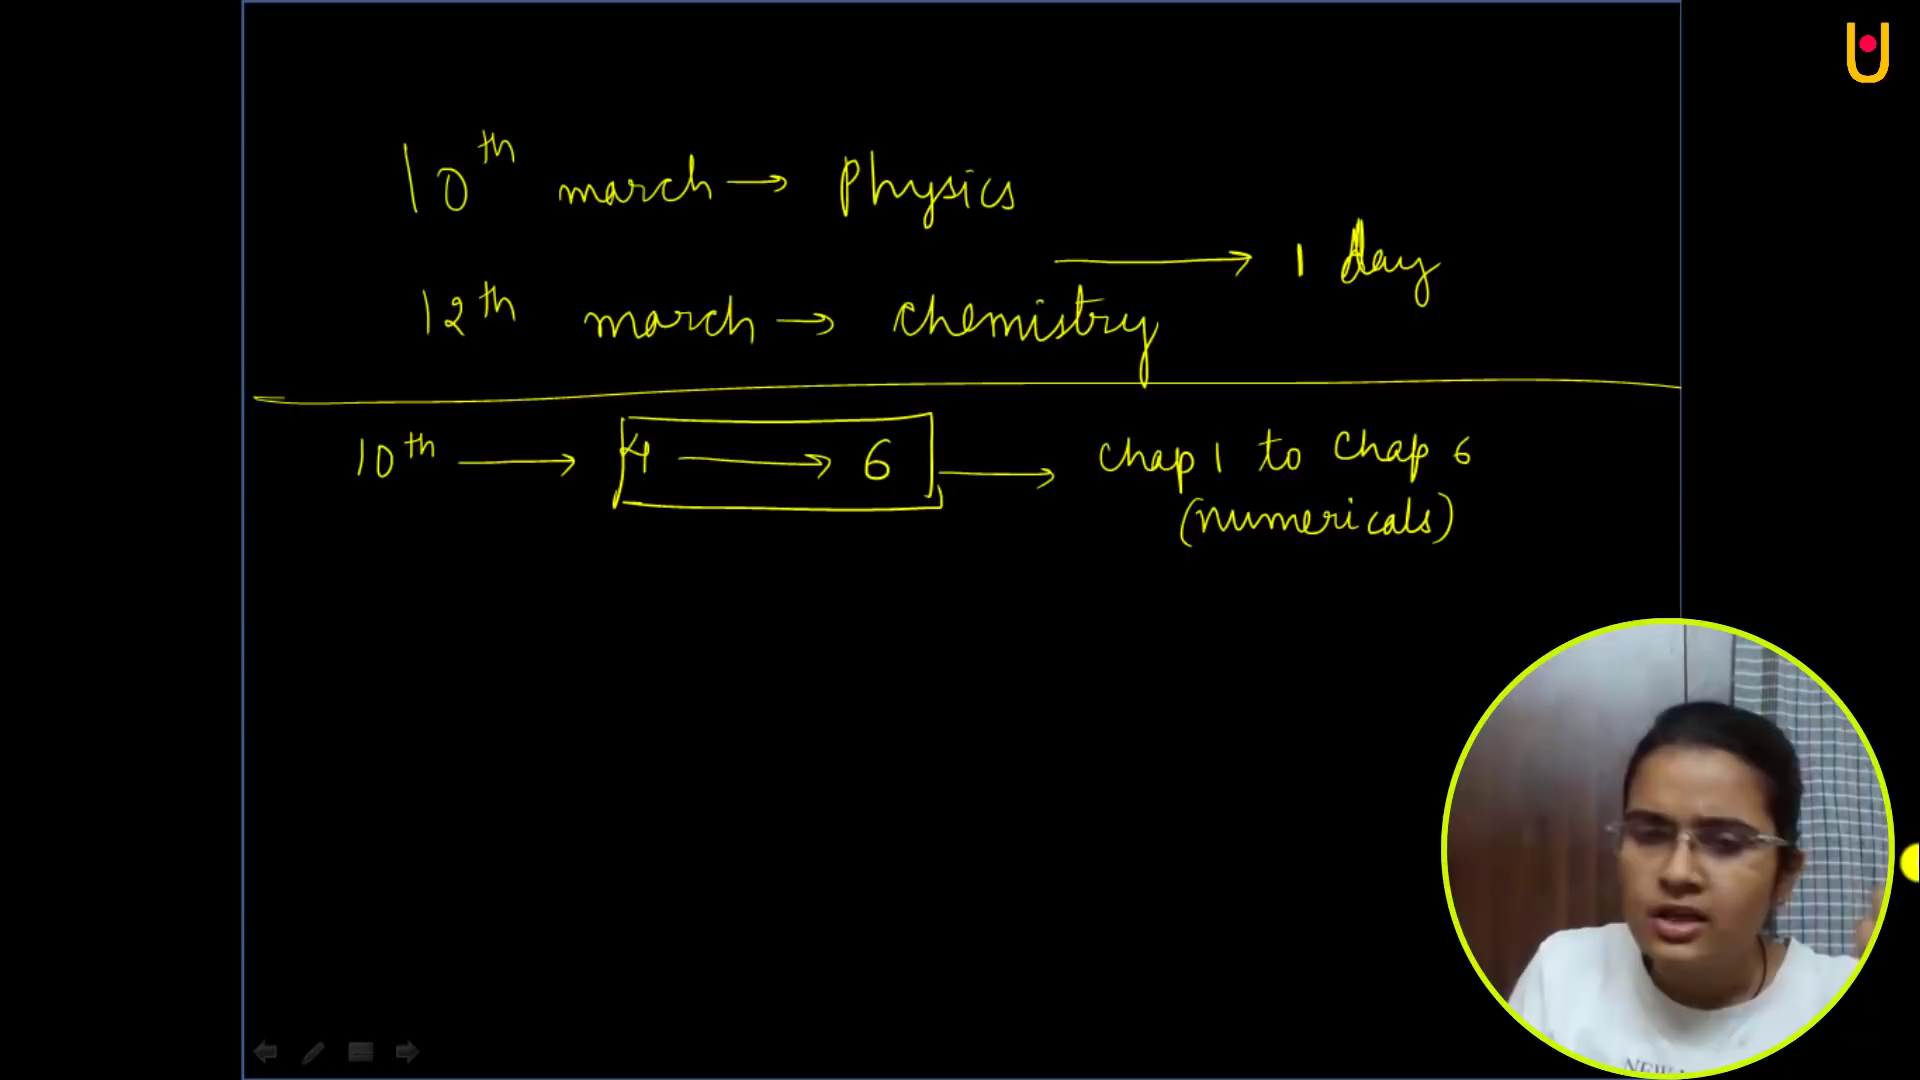 10th march → Physics
→ 1 day
12th march → chemistry
10th → 4 → 6 → chap 1 to chap 6
(numericals)